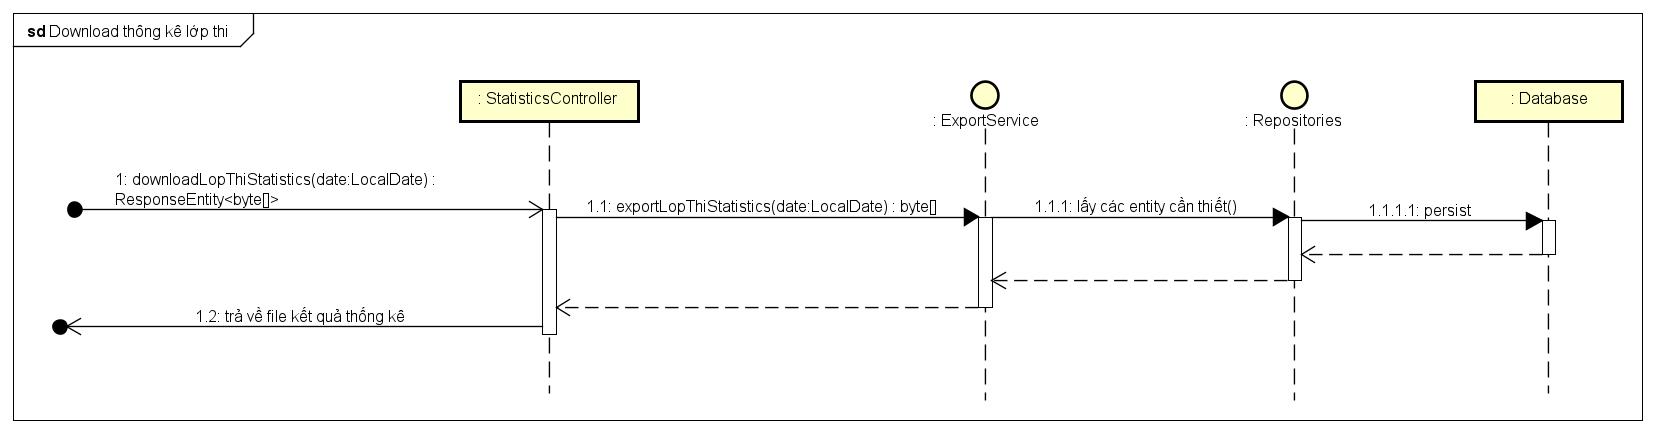 sd Download thống kê lớp thi
: StatisticsController
: ExportService
: Repositories
: Database
1: downloadLopThiStatistics(date:LocalDate) :
ResponseEntity<byte[]>
1.1: exportLopThiStatistics(date:LocalDate) : byte[]
1.1.1: lấy các entity cần thiết()
1.1.1.1: persist
1.2: trả về file kết quả thống kê